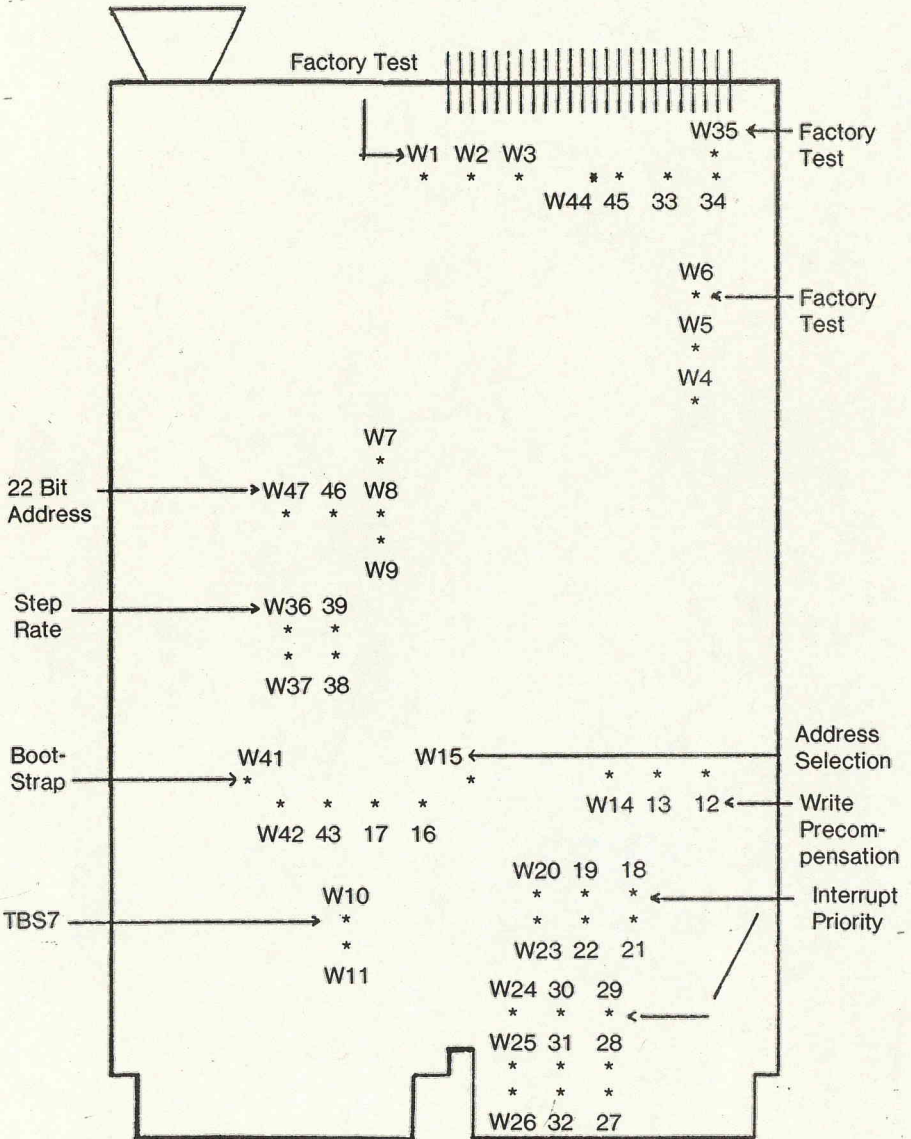 Factory Test
W35
Factory
Test
W1 W2 W3
* * *
* * * * *
W44 45 33 34
W6
*
Factory
Test
W5
*
W4
*
W7
*
22 Bit
Address
W47 46 W8
* * *
*
W9
Step
Rate
W36 39
* *
* *
W37 38
Boot-
Strap
W41
*
W15
*
Address
Selection
* * * *
W42 43 17 16
* * *
W14 13 12
Write
Precom-
pensation
W20 19 18
* * *
* * *
W23 22 21
Interrupt
Priority
TBS7
W10
*
*
W11
W24 30 29
* * *
W25 31 28
* * *
* * *
W26 32 27